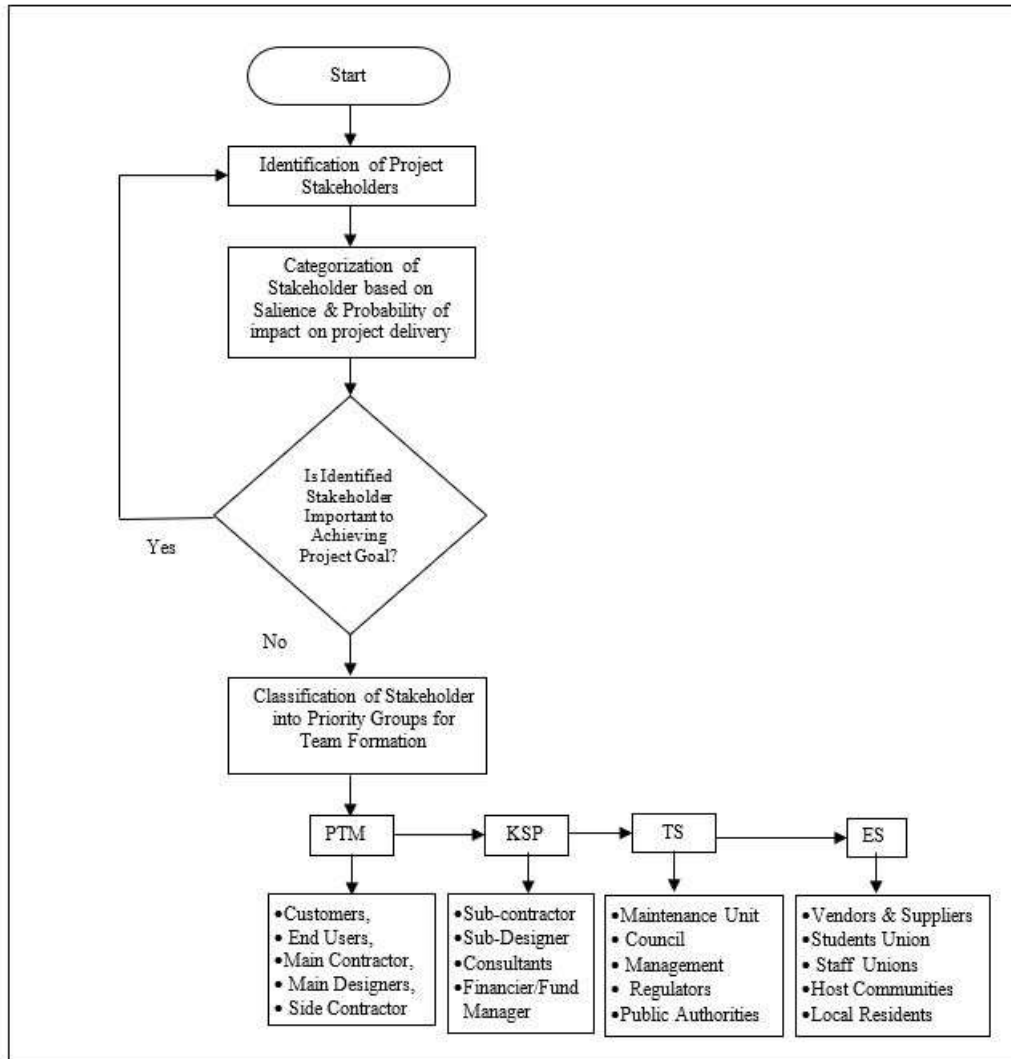 Start
Identification of Project
Stakeholders
Categorization of
Stakeholder based on
Salience & Probability of
impact on project delivery
Is Identified
Stakeholder
Important to
Achieving
Project Goal?
Yes
No
Classification of Stakeholder
into Priority Groups for
Team Formation
PTM
KSP
TS
ES
•Customers,
• End Users,
•Main Contractor,
• Main Designers,
• Side Contractor
•Sub-contractor
•Sub-Designer
•Consultants
•Financier/Fund
Manager
•Maintenance Unit
• Council
• Management
• Regulators
•Public Authorities
•Vendors & Suppliers
•Students Union
• Staff Unions
•Host Communities
•Local Residents